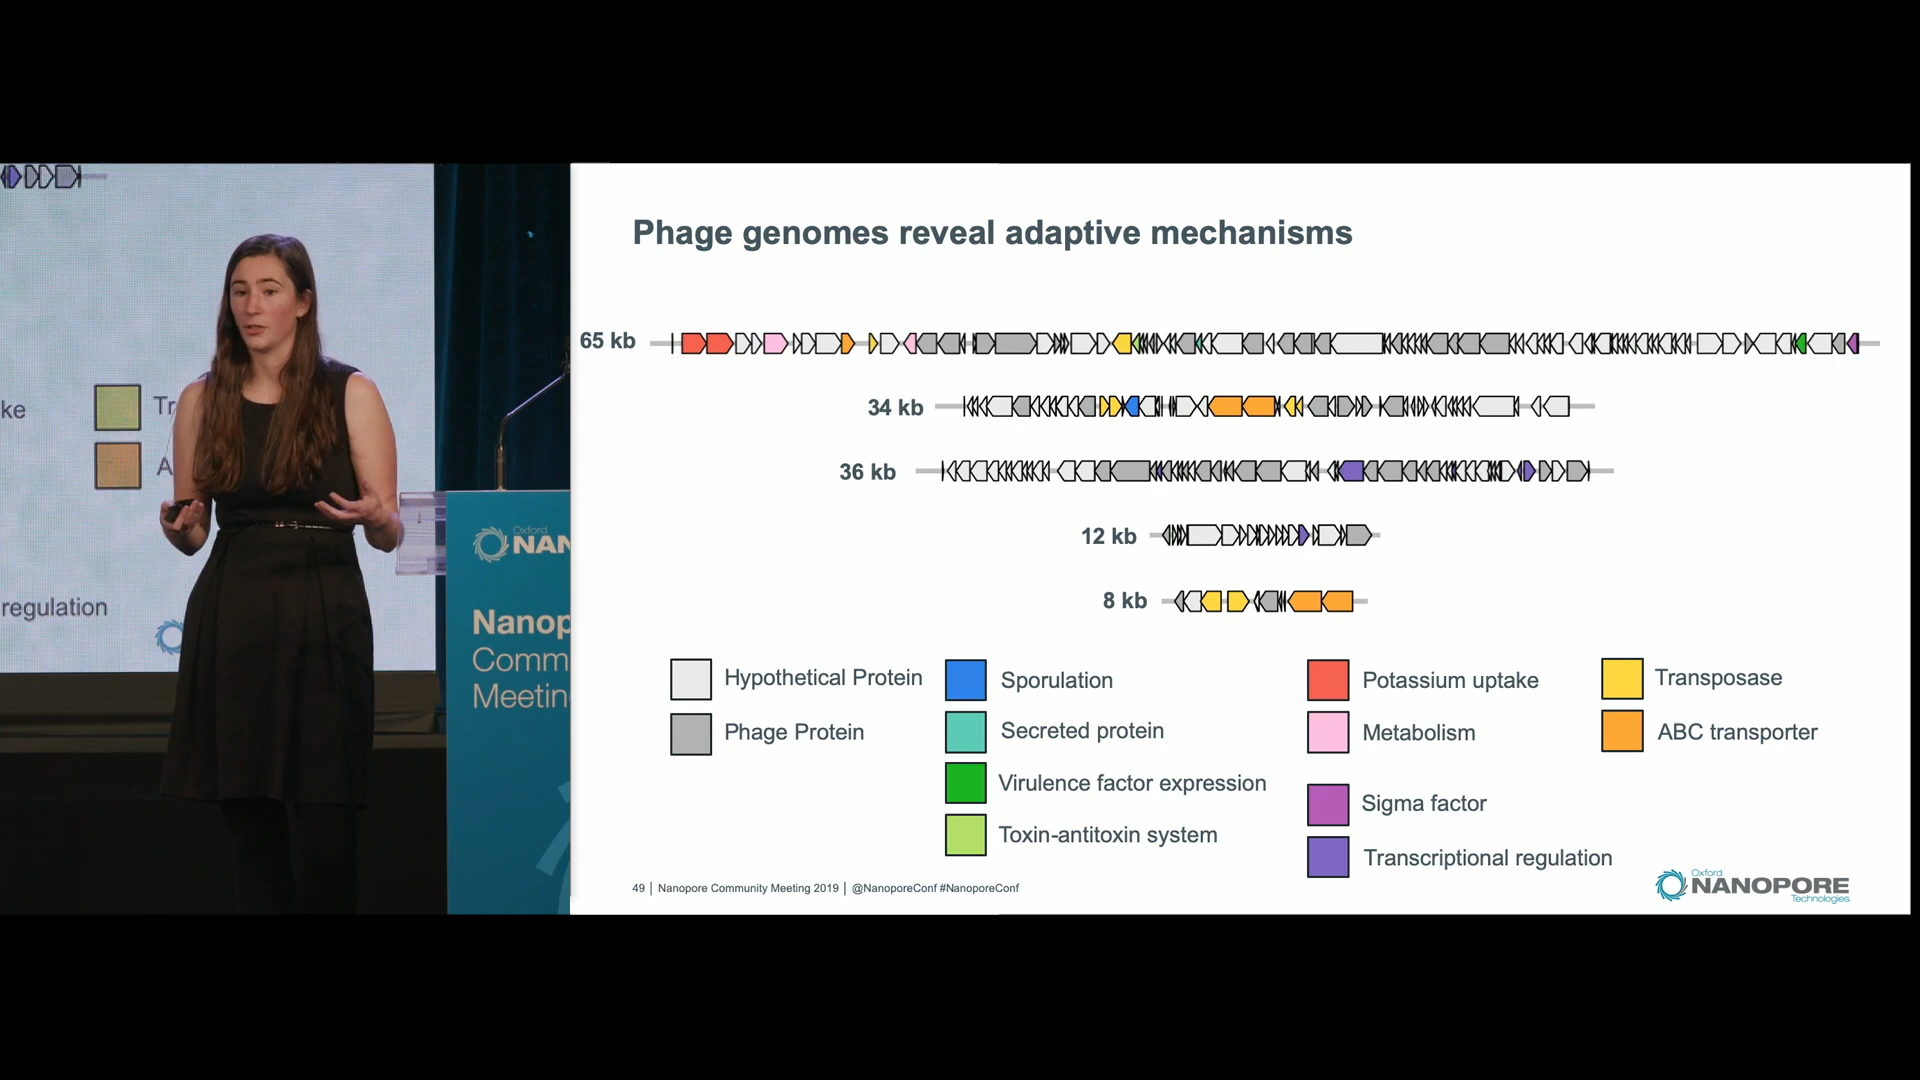 ke
Tr
A
regulation
Oxford
NAN
Nanop
Comm
Meetin
Phage genomes reveal adaptive mechanisms
65 kb
34 kb
36 kb
12 kb
8 kb
Hypothetical Protein
Phage Protein
Sporulation
Secreted protein
Virulence factor expression
Toxin-antitoxin system
Potassium uptake
Metabolism
Sigma factor
Transcriptional regulation
Transposase
ABC transporter
49 | Nanopore Community Meeting 2019 | @NanoporeConf #NanoporeConf
Oxford
NANOPORE
Technologies